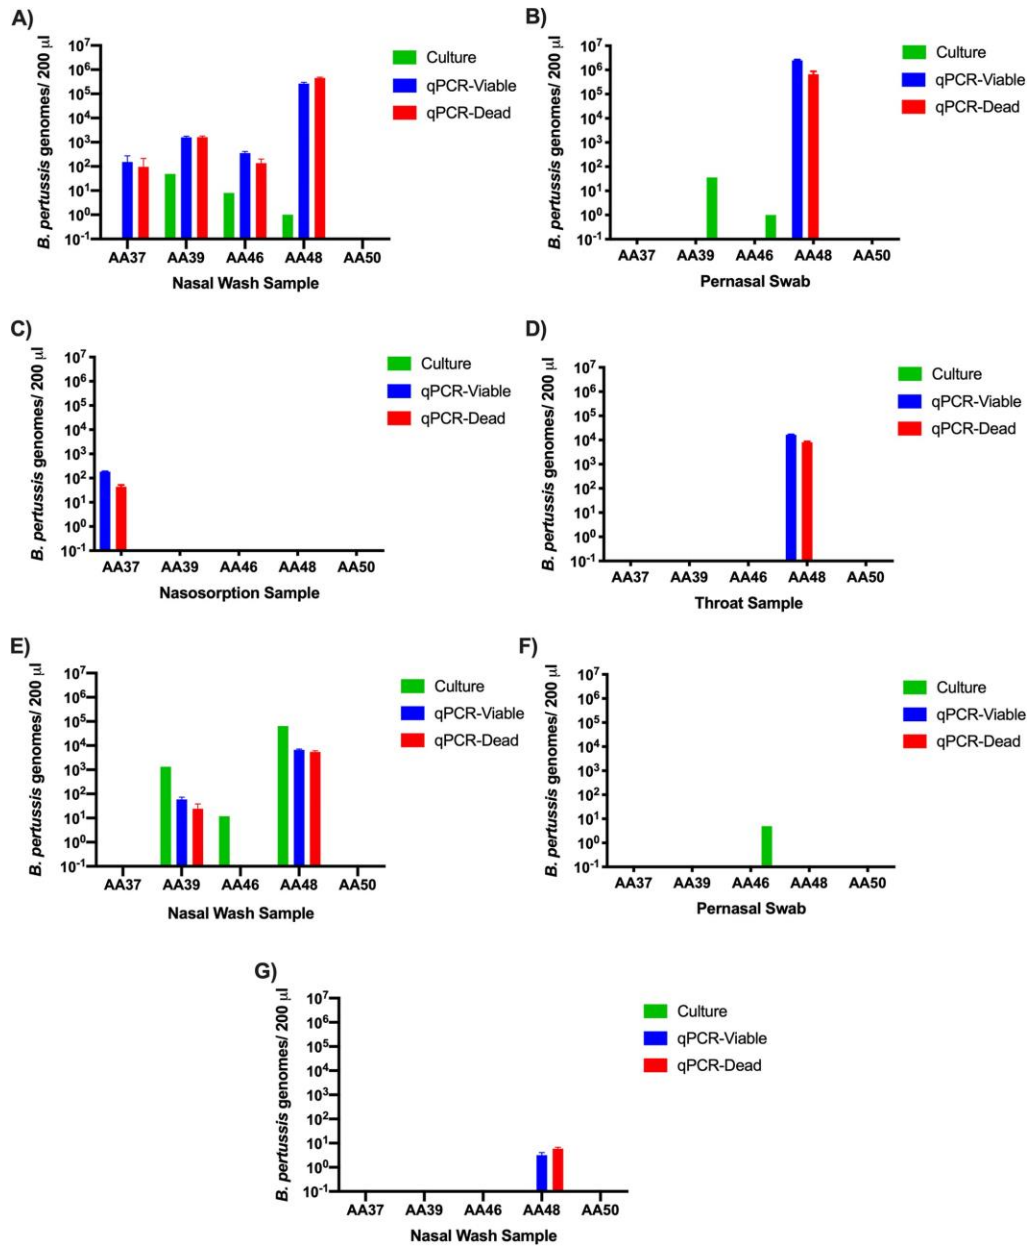 A)
B. pertussis genomes/ 200 μl
10⁷
10⁶
10⁵
10⁴
10³
10²
10¹
10⁰
10⁻¹
AA37 AA39 AA46 AA48 AA50
Nasal Wash Sample
Culture
qPCR-Viable
qPCR-Dead
B)
B. pertussis genomes/ 200 μl
10⁷
10⁶
10⁵
10⁴
10³
10²
10¹
10⁰
10⁻¹
AA37 AA39 AA46 AA48 AA50
Pernasal Swab
Culture
qPCR-Viable
qPCR-Dead
C)
B. pertussis genomes/ 200 μl
10⁷
10⁶
10⁵
10⁴
10³
10²
10¹
10⁰
10⁻¹
AA37 AA39 AA46 AA48 AA50
Nasosorption Sample
Culture
qPCR-Viable
qPCR-Dead
D)
B. pertussis genomes/ 200 μl
10⁷
10⁶
10⁵
10⁴
10³
10²
10¹
10⁰
10⁻¹
AA37 AA39 AA46 AA48 AA50
Throat Sample
Culture
qPCR-Viable
qPCR-Dead
E)
B. pertussis genomes/ 200 μl
10⁷
10⁶
10⁵
10⁴
10³
10²
10¹
10⁰
10⁻¹
AA37 AA39 AA46 AA48 AA50
Nasal Wash Sample
Culture
qPCR-Viable
qPCR-Dead
F)
B. pertussis genomes/ 200 μl
10⁷
10⁶
10⁵
10⁴
10³
10²
10¹
10⁰
10⁻¹
AA37 AA39 AA46 AA48 AA50
Pernasal Swab
Culture
qPCR-Viable
qPCR-Dead
G)
B. pertussis genomes/ 200 μl
10⁷
10⁶
10⁵
10⁴
10³
10²
10¹
10⁰
10⁻¹
AA37 AA39 AA46 AA48 AA50
Nasal Wash Sample
Culture
qPCR-Viable
qPCR-Dead